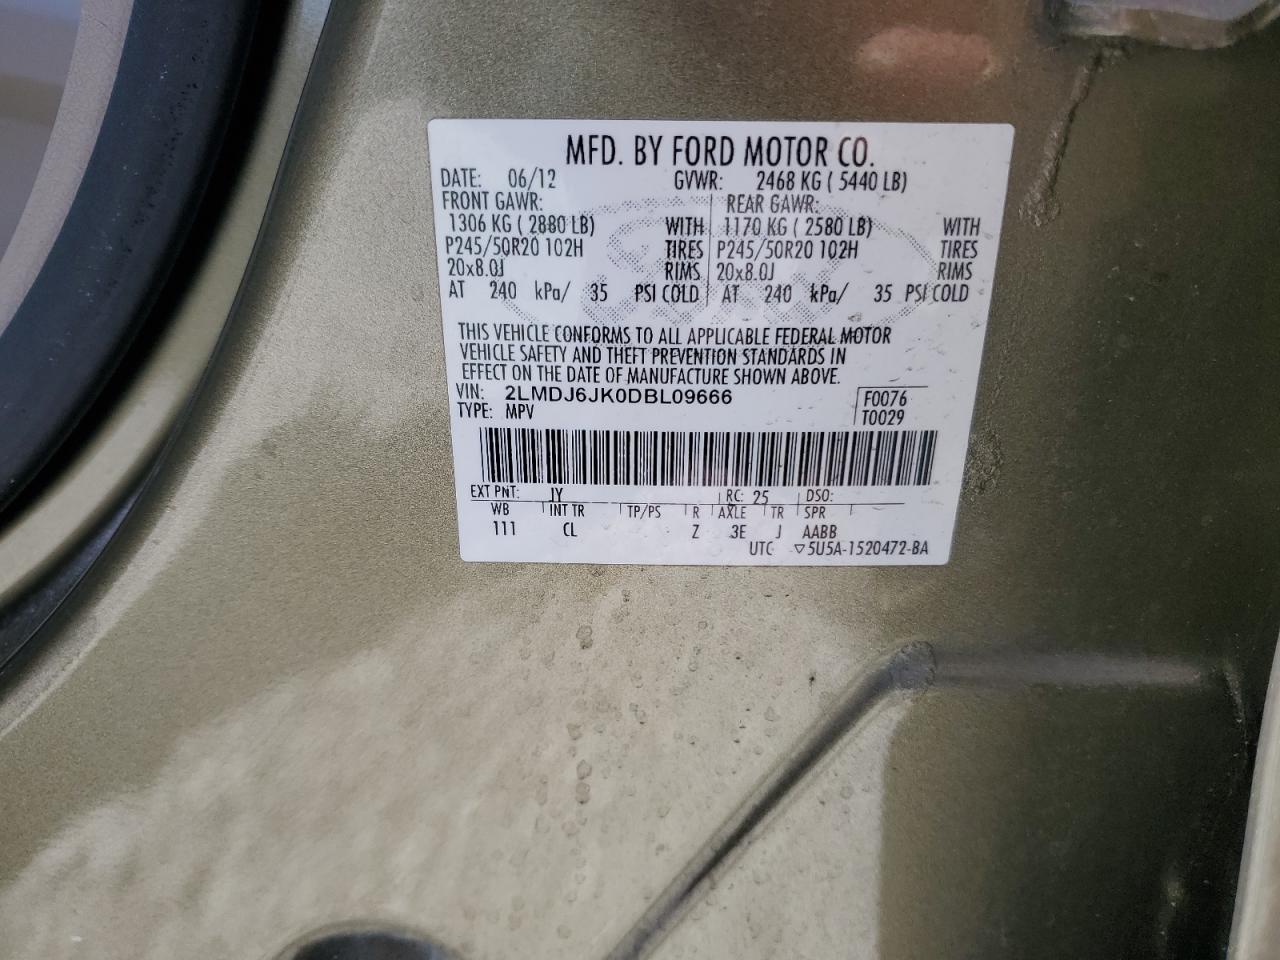 MFD. BY FORD MOTOR CO.
DATE: 06/12 GVWR: 2468 KG ( 5440 LB)
FRONT GAWR: REAR GAWR:
1306 KG ( 2880 LB) WITH 1170 KG ( 2580 LB) WITH
P245/50R20 102H TIRES P245/50R20 102H TIRES
20x8.0J RIMS 20x8.0J RIMS
AT 240 kPa/ 35 PSI COLD AT 240 kPa/ 35 PSI COLD
THIS VEHICLE CONFORMS TO ALL APPLICABLE FEDERAL MOTOR
VEHICLE SAFETY AND THEFT PREVENTION STANDARDS IN
EFFECT ON THE DATE OF MANUFACTURE SHOWN ABOVE.
VIN: 2LMDJ6JK0DBL09666 F0076
TYPE: MPV T0029
EXT PNT: JY RC: 25 DSO:
WB INT TR TP/PS R AXLE TR SPR
111 CL Z 3E J AABB
UTC ▽5U5A-1520472-BA